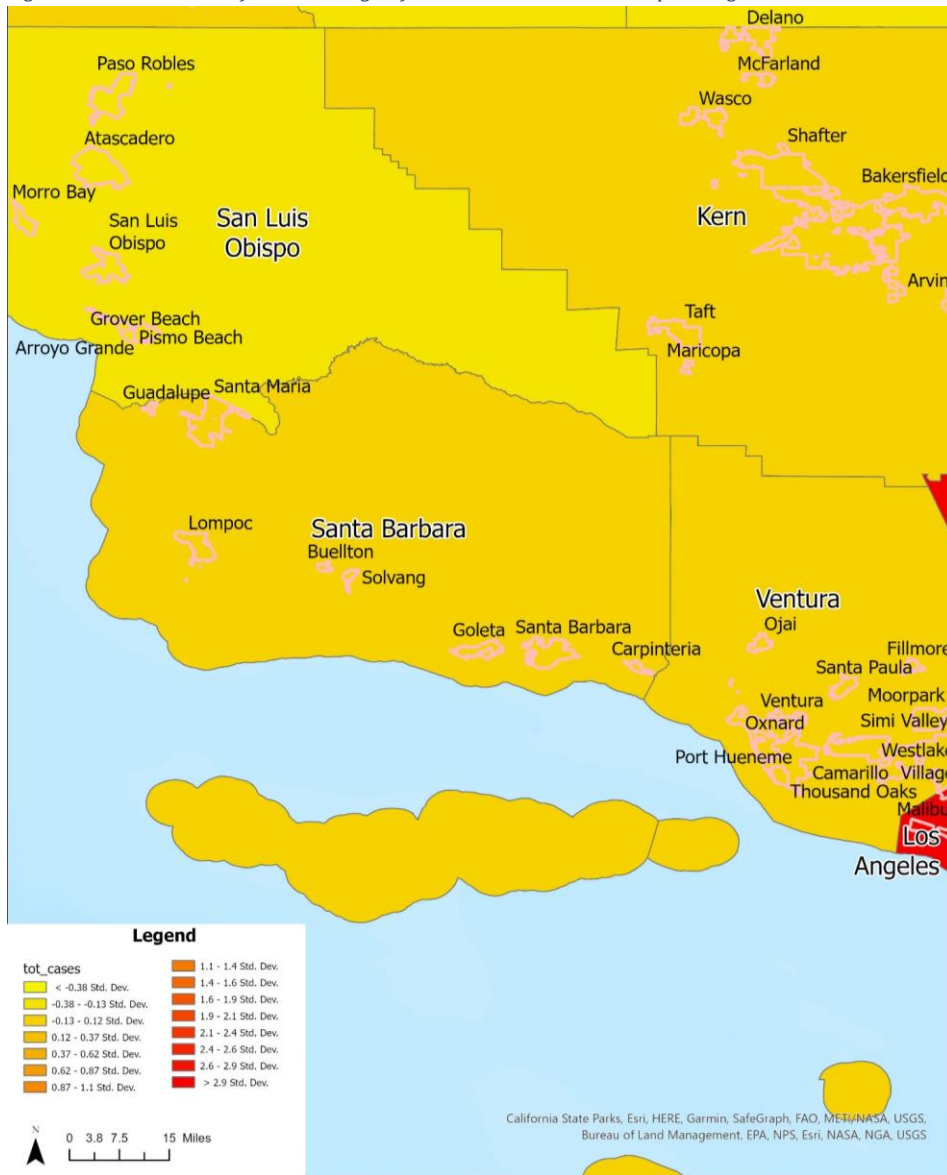 Delano
Paso Robles
McFarland
Wasco
Atascadero
Shafter
Bakersfield
Morro Bay
San Luis
Obispo
San Luis
Obispo
Kern
Arvin
Grover Beach
Taft
Arroyo Grande
Pismo Beach
Maricopa
Guadalupe
Santa Maria
Lompoc
Santa Barbara
Buellton
Solvang
Ventura
Goleta
Santa Barbara
Ojai
Carpinteria
Fillmore
Santa Paula
Moorpark
Ventura
Oxnard
Simi Valley
Port Hueneme
Westlake
Village
Camarillo
Thousand Oaks
Malibu
Los
Angeles
Legend
tot_cases
< -0.38 Std. Dev.
-0.38 - -0.13 Std. Dev.
-0.13 - 0.12 Std. Dev.
0.12 - 0.37 Std. Dev.
0.37 - 0.62 Std. Dev.
0.62 - 0.87 Std. Dev.
0.87 - 1.1 Std. Dev.
1.1 - 1.4 Std. Dev.
1.4 - 1.6 Std. Dev.
1.6 - 1.9 Std. Dev.
1.9 - 2.1 Std. Dev.
2.1 - 2.4 Std. Dev.
2.4 - 2.6 Std. Dev.
2.6 - 2.9 Std. Dev.
> 2.9 Std. Dev.
N
0 3.8 7.5 15 Miles
California State Parks, Esri, HERE, Garmin, SafeGraph, FAO, METI/NASA, USGS,
Bureau of Land Management, EPA, NPS, Esri, NASA, NGA, USGS